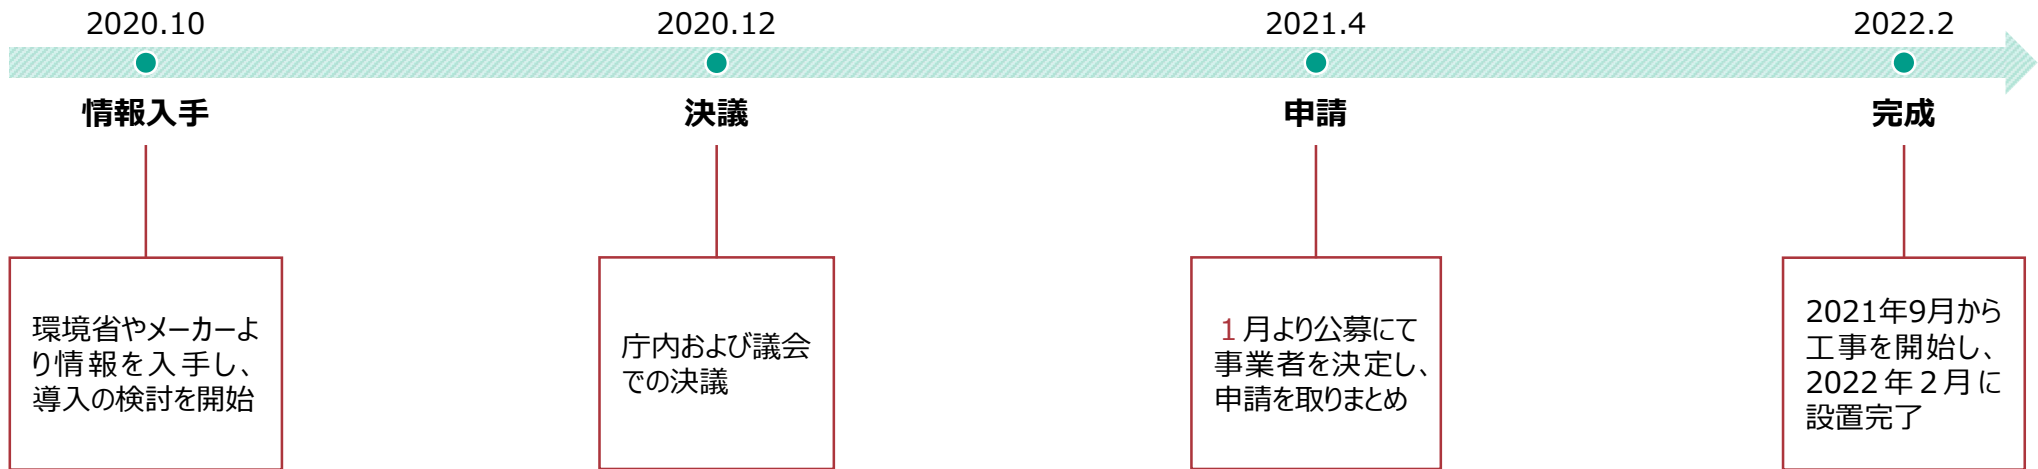 2020.10
2020.12
2021.4
2022.2
情報入手
決議
申請
完成
環境省やメーカーよ
り情報を入手し、
導入の検討を開始
庁内および議会
での決議
１月より公募にて
事業者を決定し、
申請を取りまとめ
2021年9月から
工事を開始し、
2022年２月に
設置完了